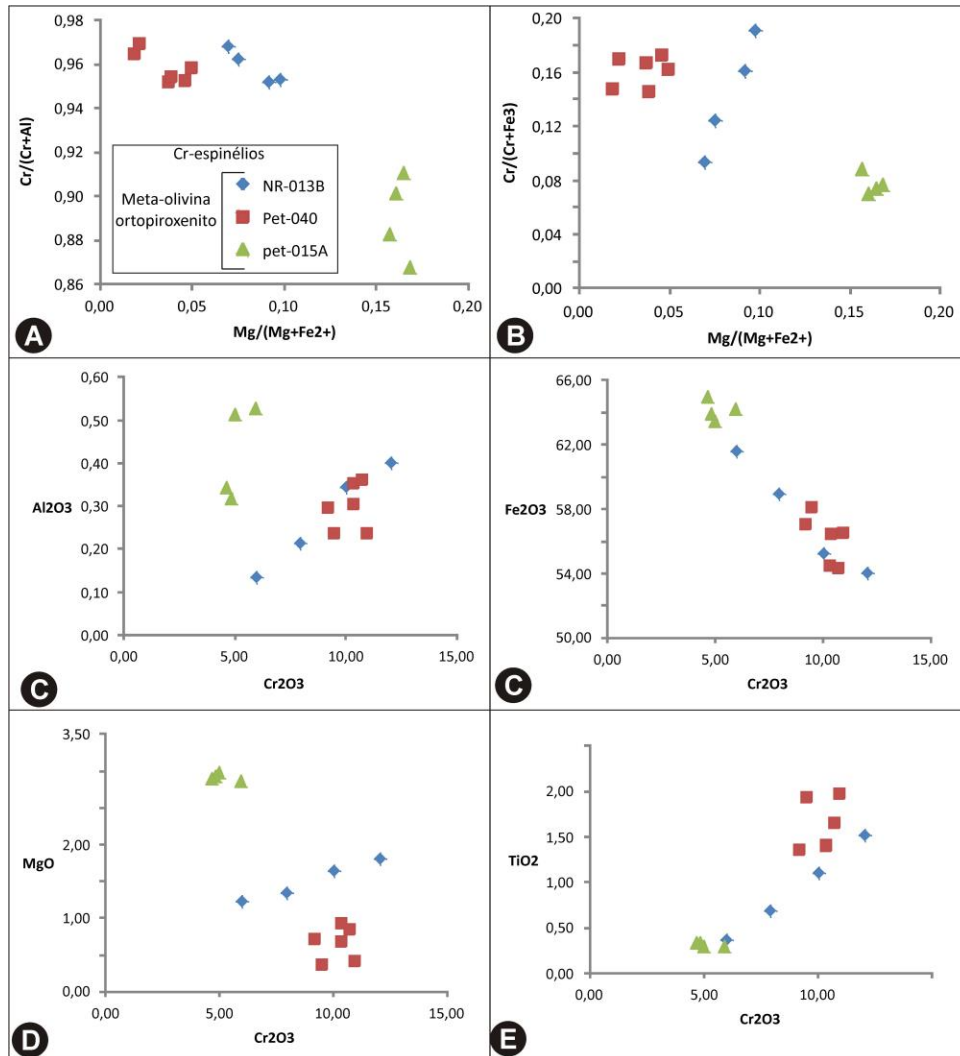 0,98
0,96
0,94
0,92
0,90
0,88
0,86
Cr/(Cr+Al)
Cr-espinélios
Meta-olivina
ortopiroxenito
NR-013B
Pet-040
pet-015A
0,00
0,05
0,10
0,15
0,20
Mg/(Mg+Fe2+)
A
0,20
0,16
0,12
0,08
0,04
0,00
Cr/(Cr+Fe3)
0,00
0,05
0,10
0,15
0,20
Mg/(Mg+Fe2+)
B
0,60
0,50
0,40
0,30
0,20
0,10
0,00
Al2O3
0,00
5,00
10,00
15,00
Cr2O3
C
66,00
62,00
58,00
54,00
50,00
Fe2O3
0,00
5,00
10,00
15,00
Cr2O3
C
3,50
2,00
1,00
0,00
MgO
0,00
5,00
10,00
15,00
Cr2O3
D
2,00
1,50
1,00
0,50
0,00
TiO2
0,00
5,00
10,00
Cr2O3
E